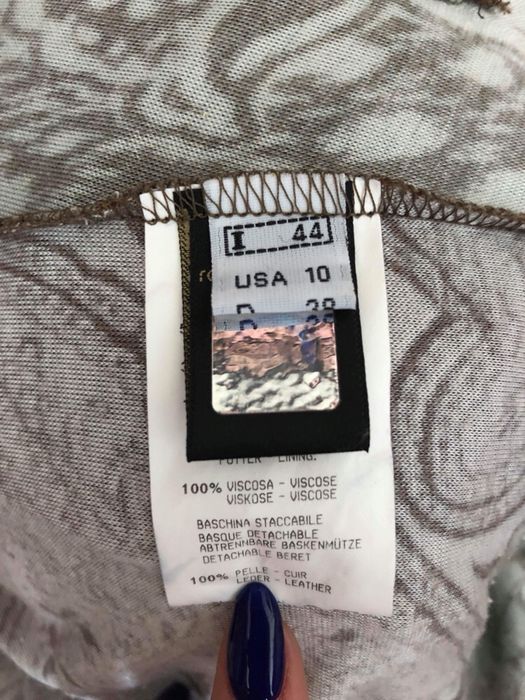 I 44
USA 10
D 38
FUTTER - LINING.
100% VISCOSA - VISCOSE
VISKOSE - VISCOSE
BASCHINA STACCABILE
BASQUE DETACHABLE
ABTRENNBARE BASKENMÜTZE
DETACHABLE BERET
100% PELLE - CUIR
LEDER - LEATHER